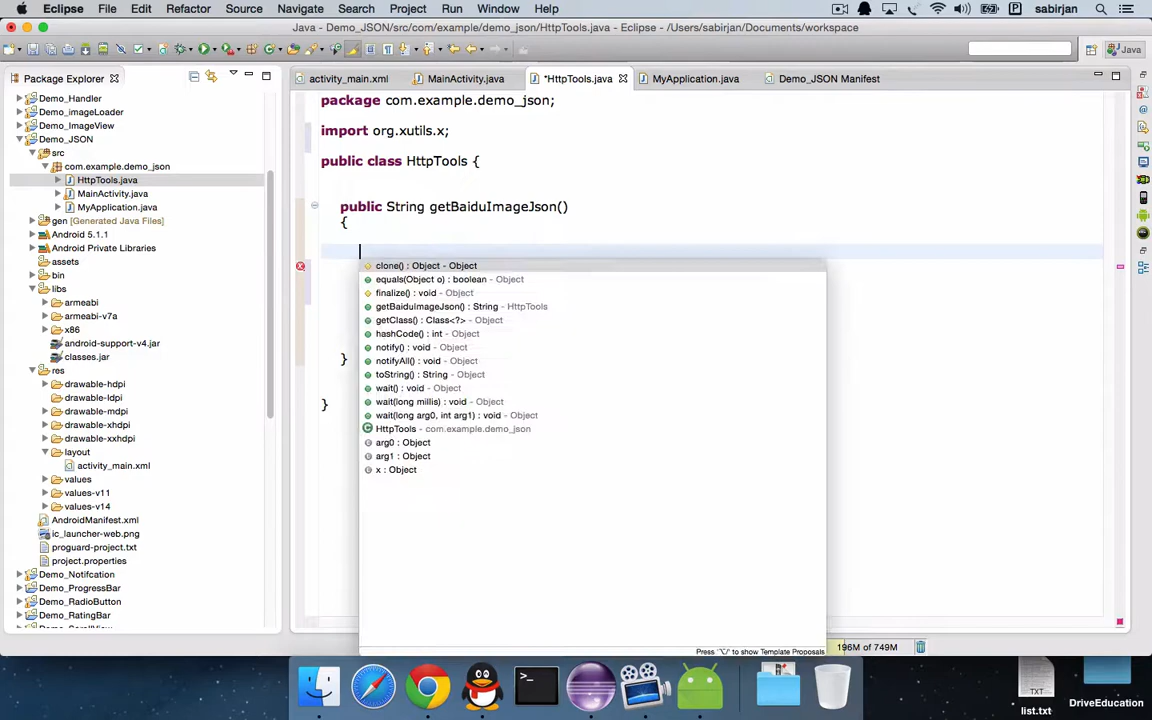 Eclipse File Edit Refactor Source Navigate Search Project Run Window Help sabirjan
Java - Demo_JSON/src/com/example/demo_json/HttpTools.java - Eclipse - /Users/sabirjan/Documents/workspace
Java
Package Explorer
activity_main.xml
MainActivity.java
*HttpTools.java
MyApplication.java
Demo_JSON Manifest
Demo_Handler
Demo_imageLoader
Demo_ImageView
Demo_JSON
src
com.example.demo_json
HttpTools.java
MainActivity.java
MyApplication.java
gen [Generated Java Files]
Android 5.1.1
Android Private Libraries
assets
bin
libs
armeabi
armeabi-v7a
x86
android-support-v4.jar
classes.jar
res
drawable-hdpi
drawable-ldpi
drawable-mdpi
drawable-xhdpi
drawable-xxhdpi
layout
activity_main.xml
values
values-v11
values-v14
AndroidManifest.xml
ic_launcher-web.png
proguard-project.txt
project.properties
Demo_Notifcation
Demo_ProgressBar
Demo_RadioButton
Demo_RatingBar
package com.example.demo_json;
import org.xutils.x;
public class HttpTools {
public String getBaiduImageJson()
{
clone() : Object - Object
equals(Object o) : boolean - Object
finalize() : void - Object
getBaiduImageJson() : String - HttpTools
getClass() : Class<?> - Object
hashCode() : int - Object
notify() : void - Object
notifyAll() : void - Object
toString() : String - Object
wait() : void - Object
wait(long millis) : void - Object
wait(long arg0, int arg1) : void - Object
HttpTools - com.example.demo_json
arg0 : Object
arg1 : Object
x : Object
}
}
Press '⌥/' to show Template Proposals
196M of 749M
TXT
list.txt
DriveEducation